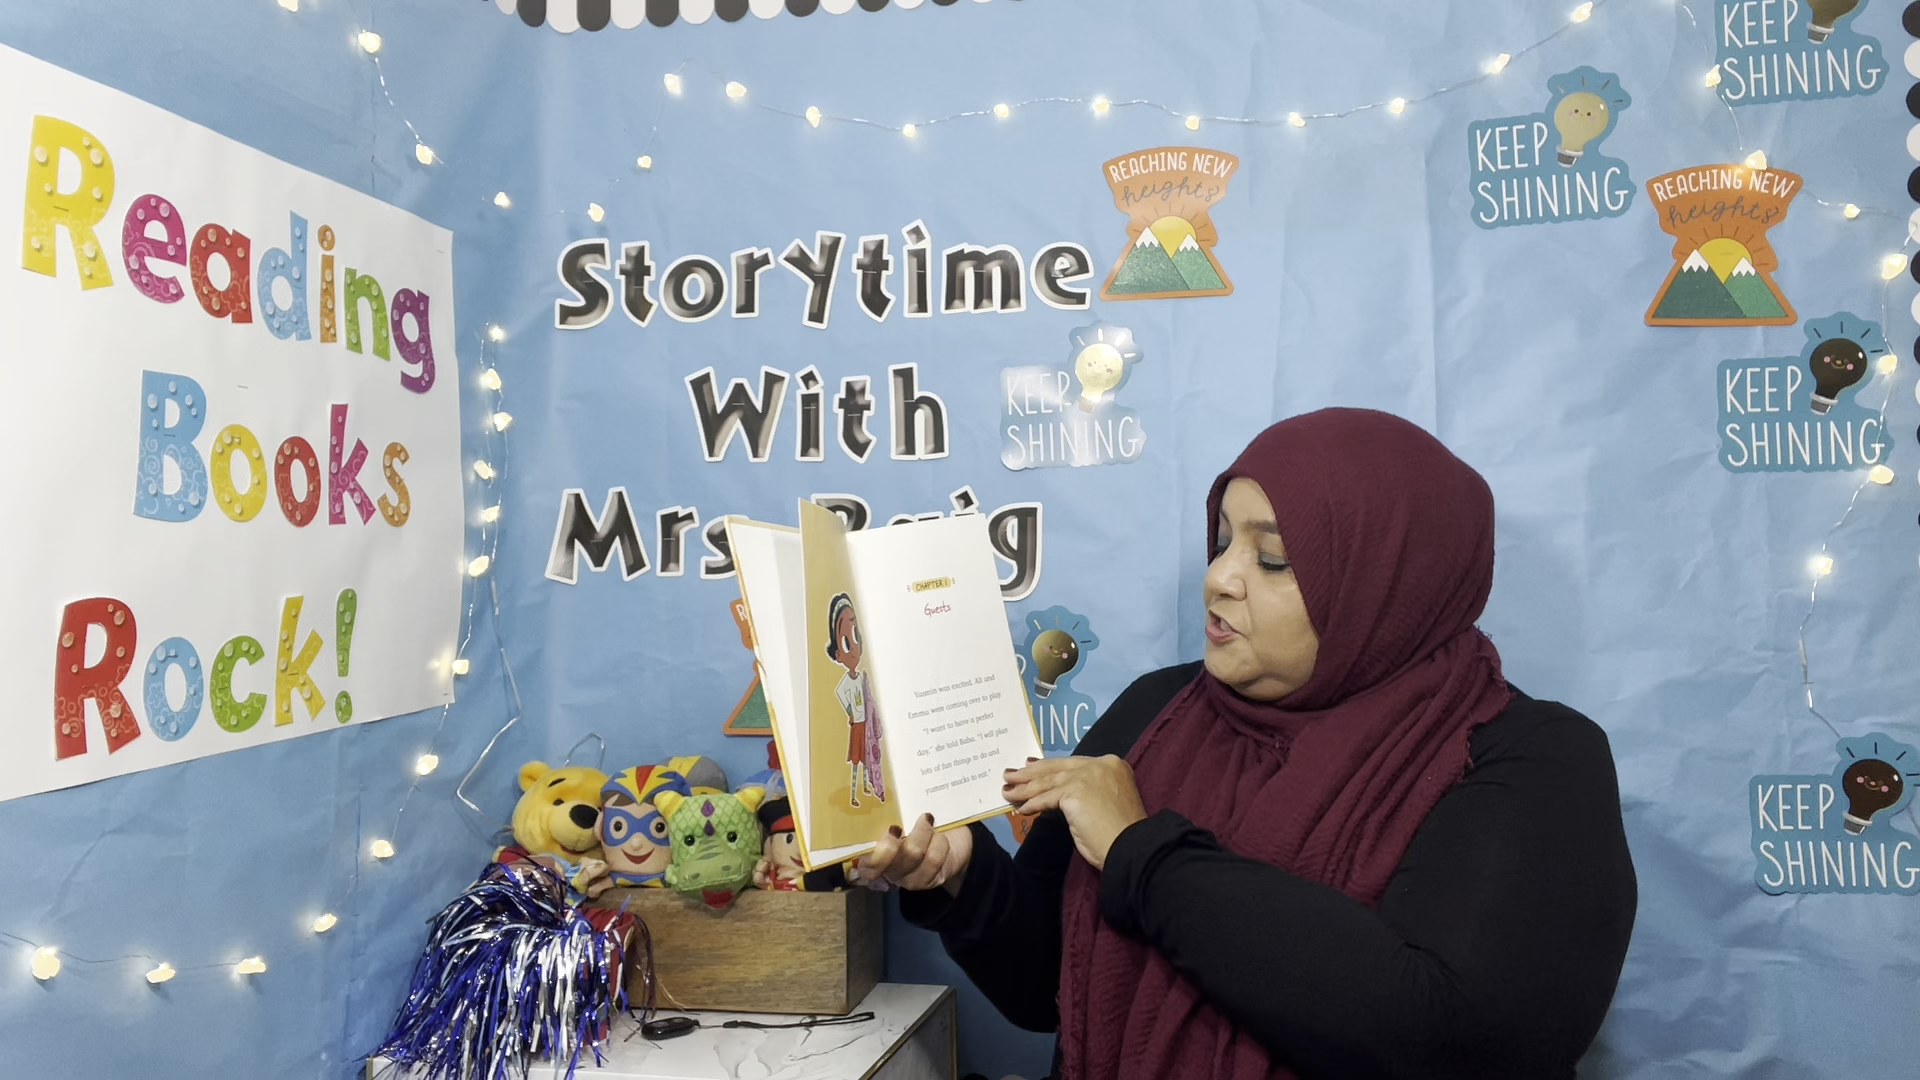 Reading
Books
Rock!
Storytime
With
Mrs Baig
REACHING NEW
heights
KEEP
SHINING
KEEP
SHINING
REACHING NEW
heights
KEEP
SHINING
KEEP
SHINING
KEEP
SHINING
CHAPTER 1
Guests
Yasmin was excited. Ali and
Emma were coming over to play.
"I want to have a perfect
day," she told Baba. "I will plan
lots of fun things to do and
yummy snacks to eat."